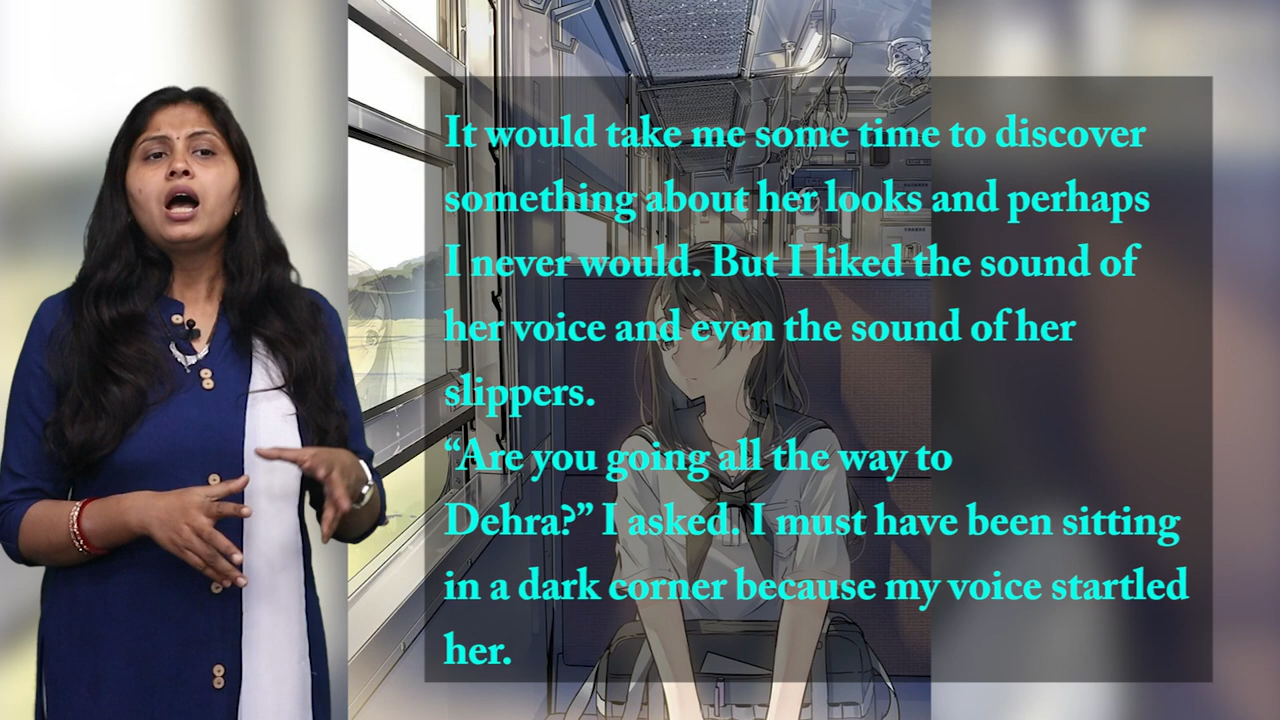 It would take me some time to discover
something about her looks and perhaps
I never would. But I liked the sound of
her voice and even the sound of her
slippers.
“Are you going all the way to
Dehra?” I asked. I must have been sitting
in a dark corner because my voice startled
her.